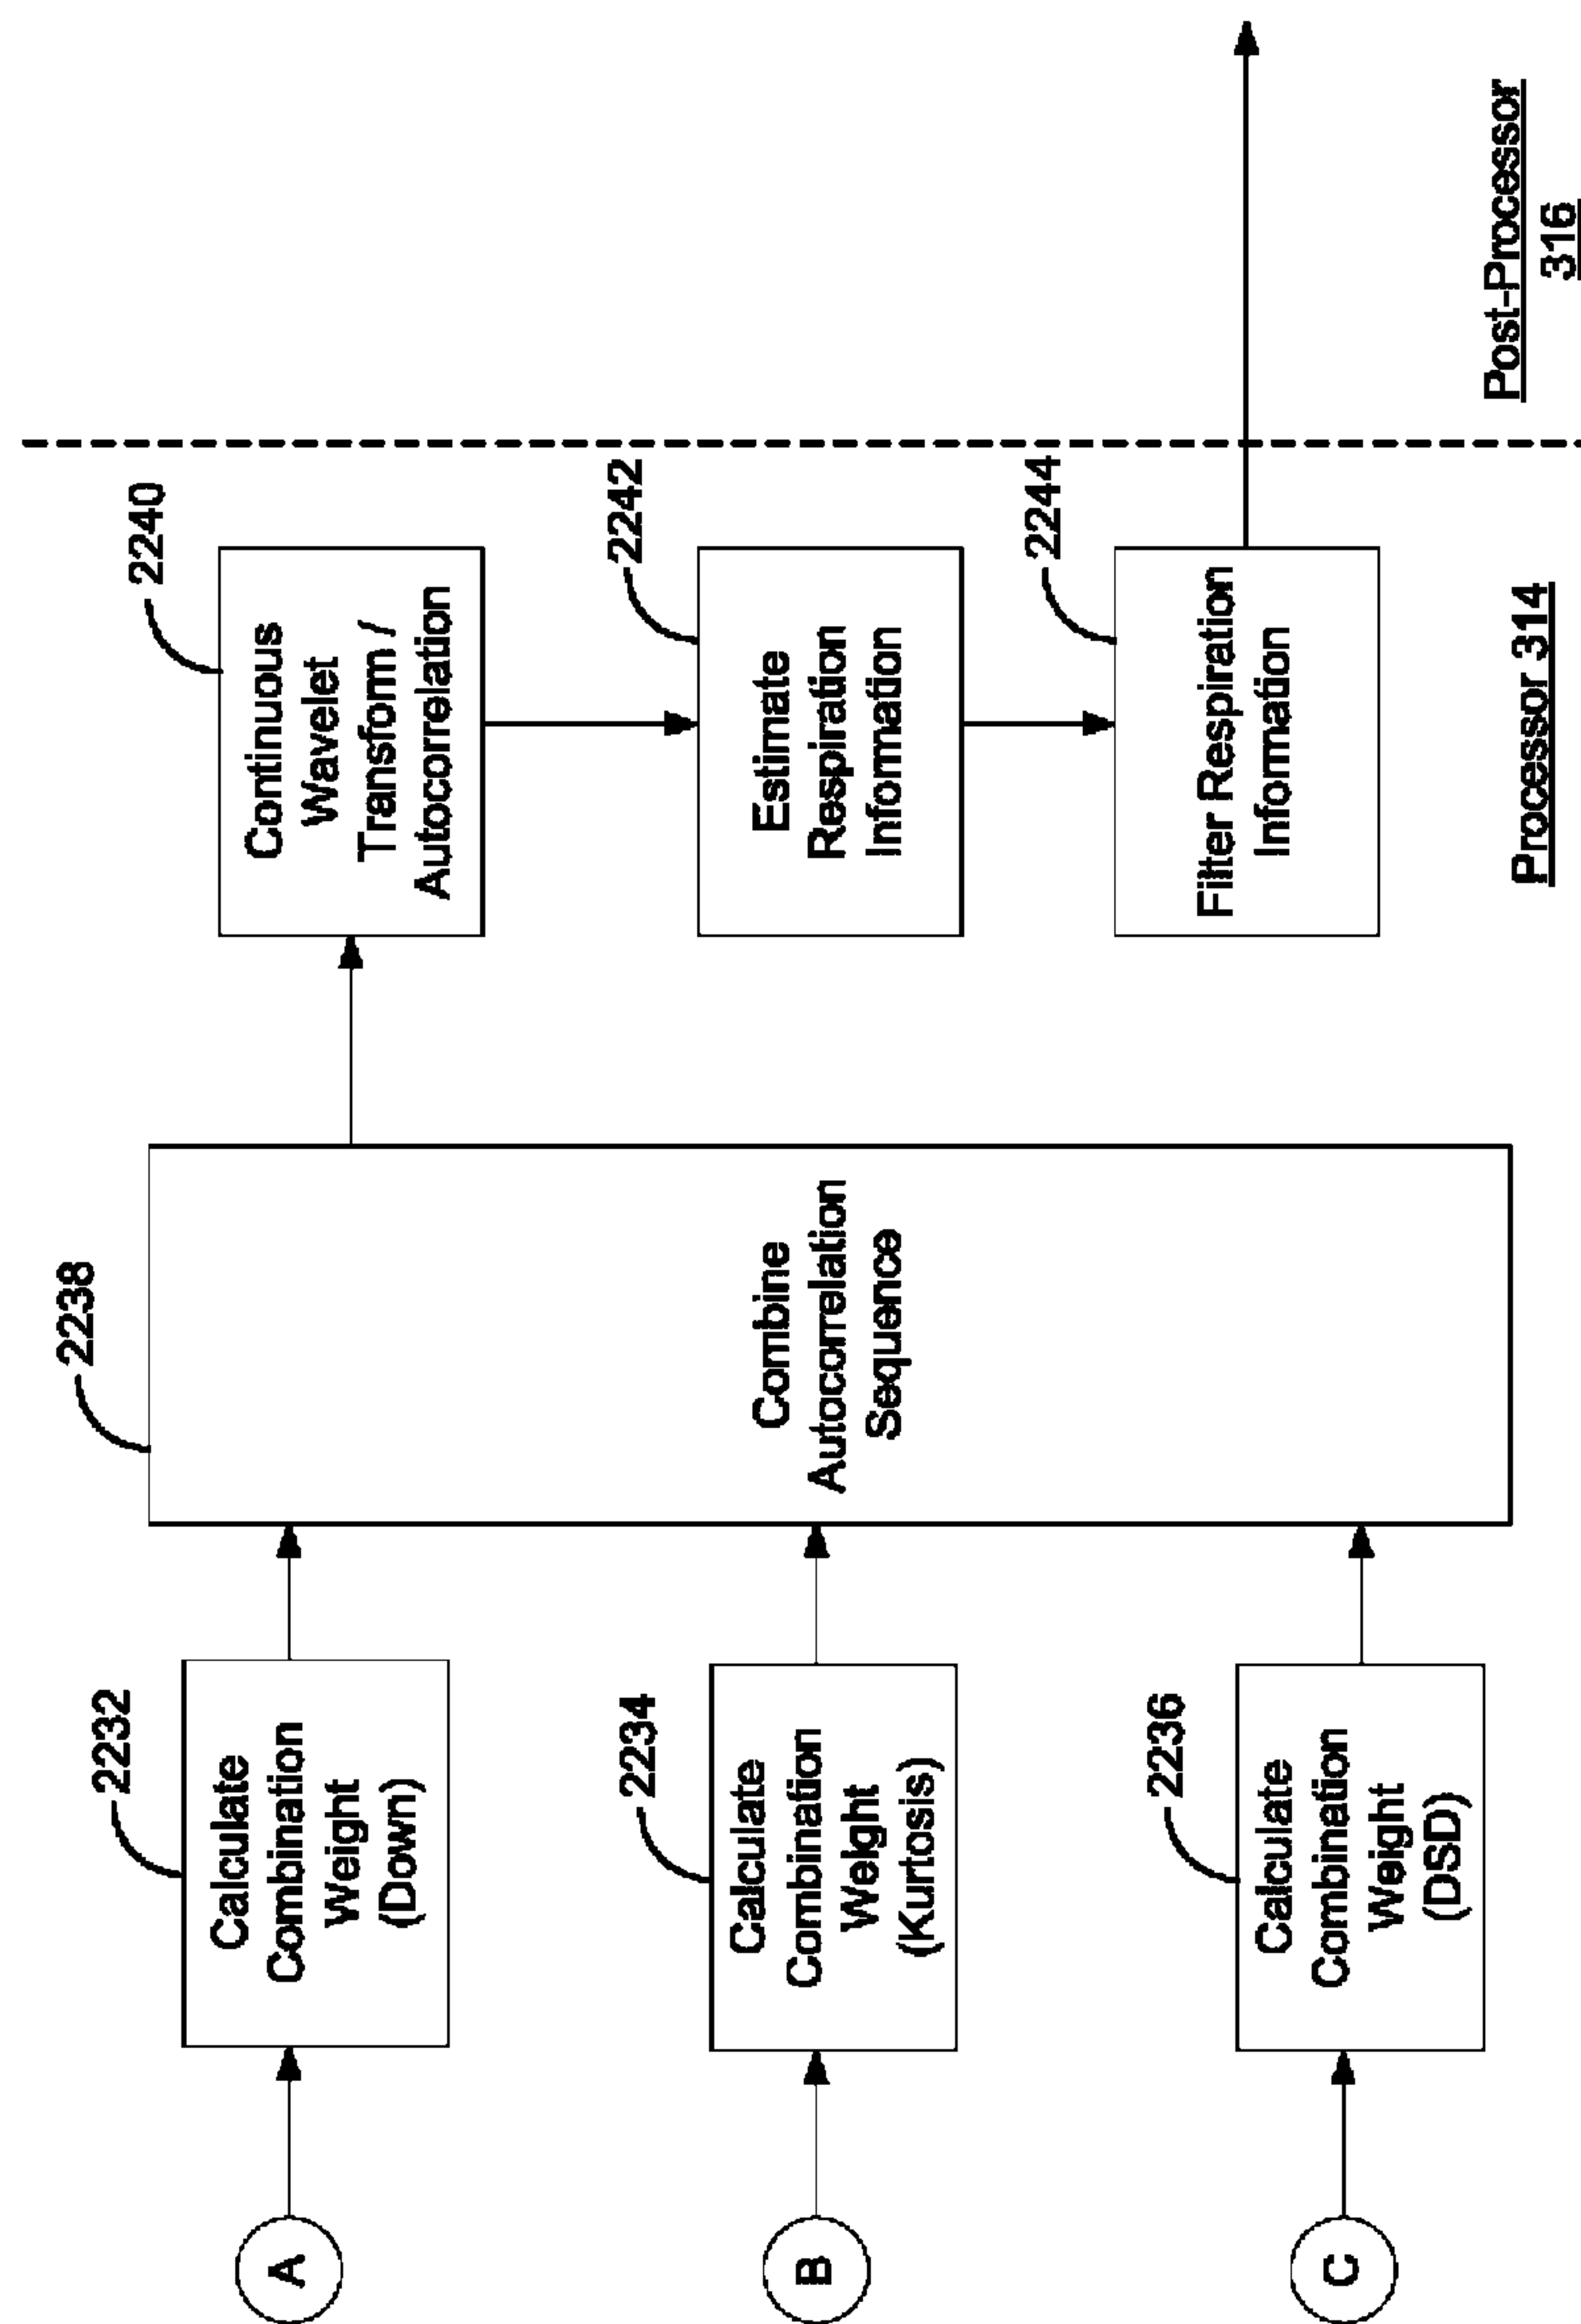 A
2232
Calculate
Combination
Weight
(Down)
B
2234
Calculate
Combination
Weight
(Kurtosis)
C
2236
Calculate
Combination
Weight
(DSD)
2238
Combine
Autocorrelation
Sequence
2240
Continuous
Wavelet
Transform /
Autocorrelation
2242
Estimate
Respiration
Information
2244
Filter Respiration
Information
Processor 314
Post-Processor
316